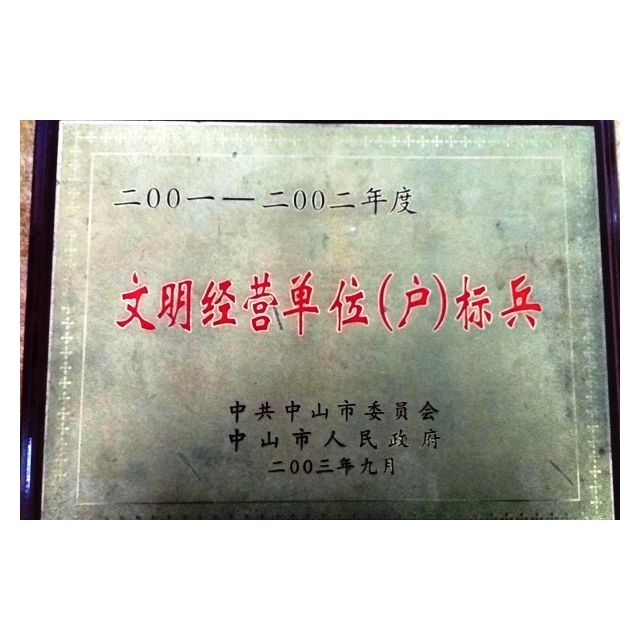 二００一——二００二年度
文明经营单位(户)标兵
中共中山市委员会
中山市人民政府
二００三年九月